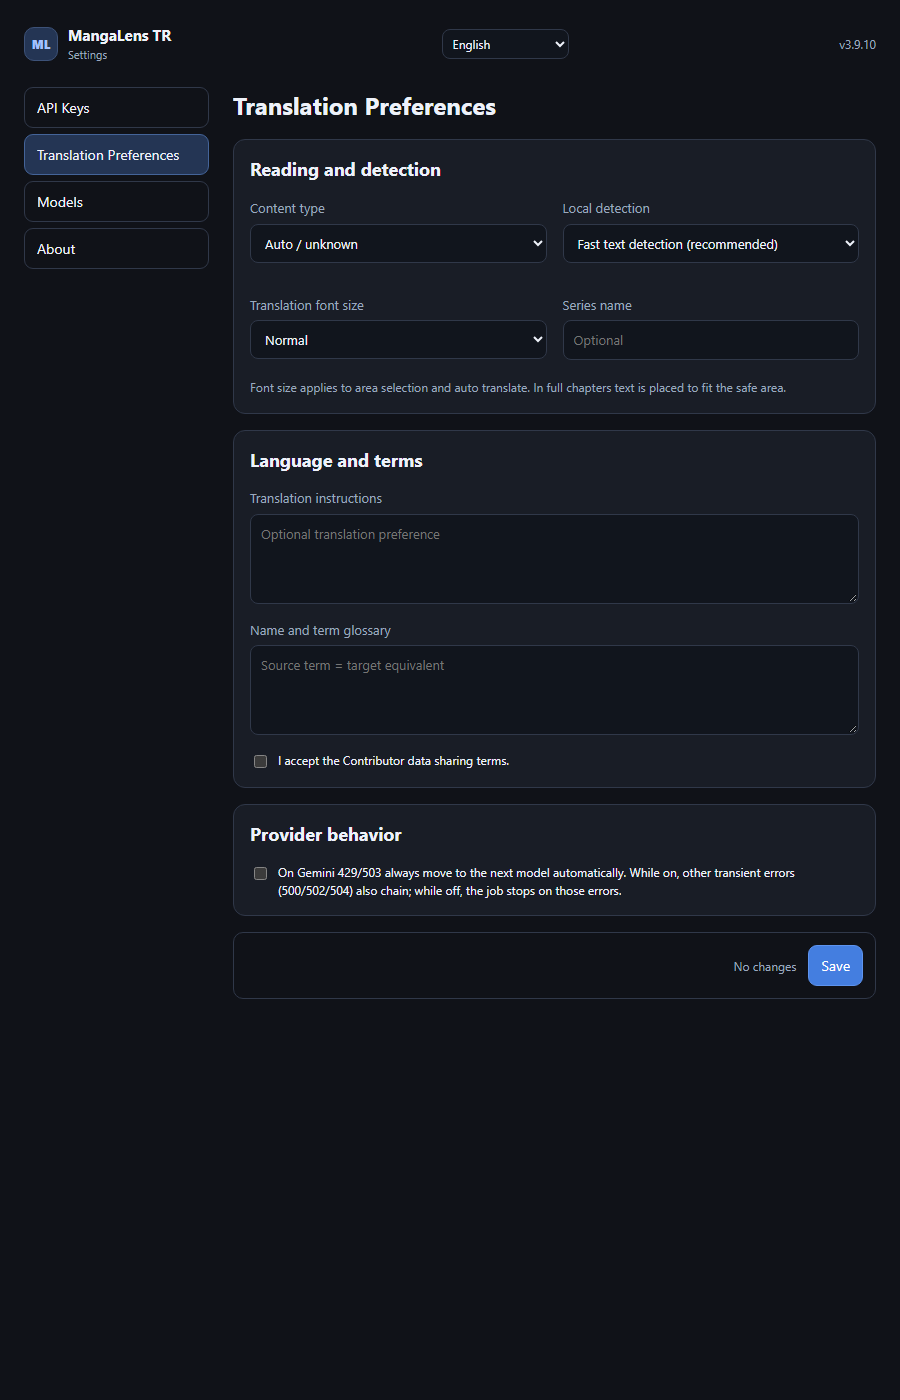 ML
MangaLens TR
Settings
English
v3.9.10
API Keys
Translation Preferences
Models
About
Translation Preferences
Reading and detection
Content type
Local detection
Auto / unknown
Fast text detection (recommended)
Translation font size
Series name
Normal
Optional
Font size applies to area selection and auto translate. In full chapters text is placed to fit the safe area.
Language and terms
Translation instructions
Optional translation preference
Name and term glossary
Source term = target equivalent
I accept the Contributor data sharing terms.
Provider behavior
On Gemini 429/503 always move to the next model automatically. While on, other transient errors
(500/502/504) also chain; while off, the job stops on those errors.
No changes
Save